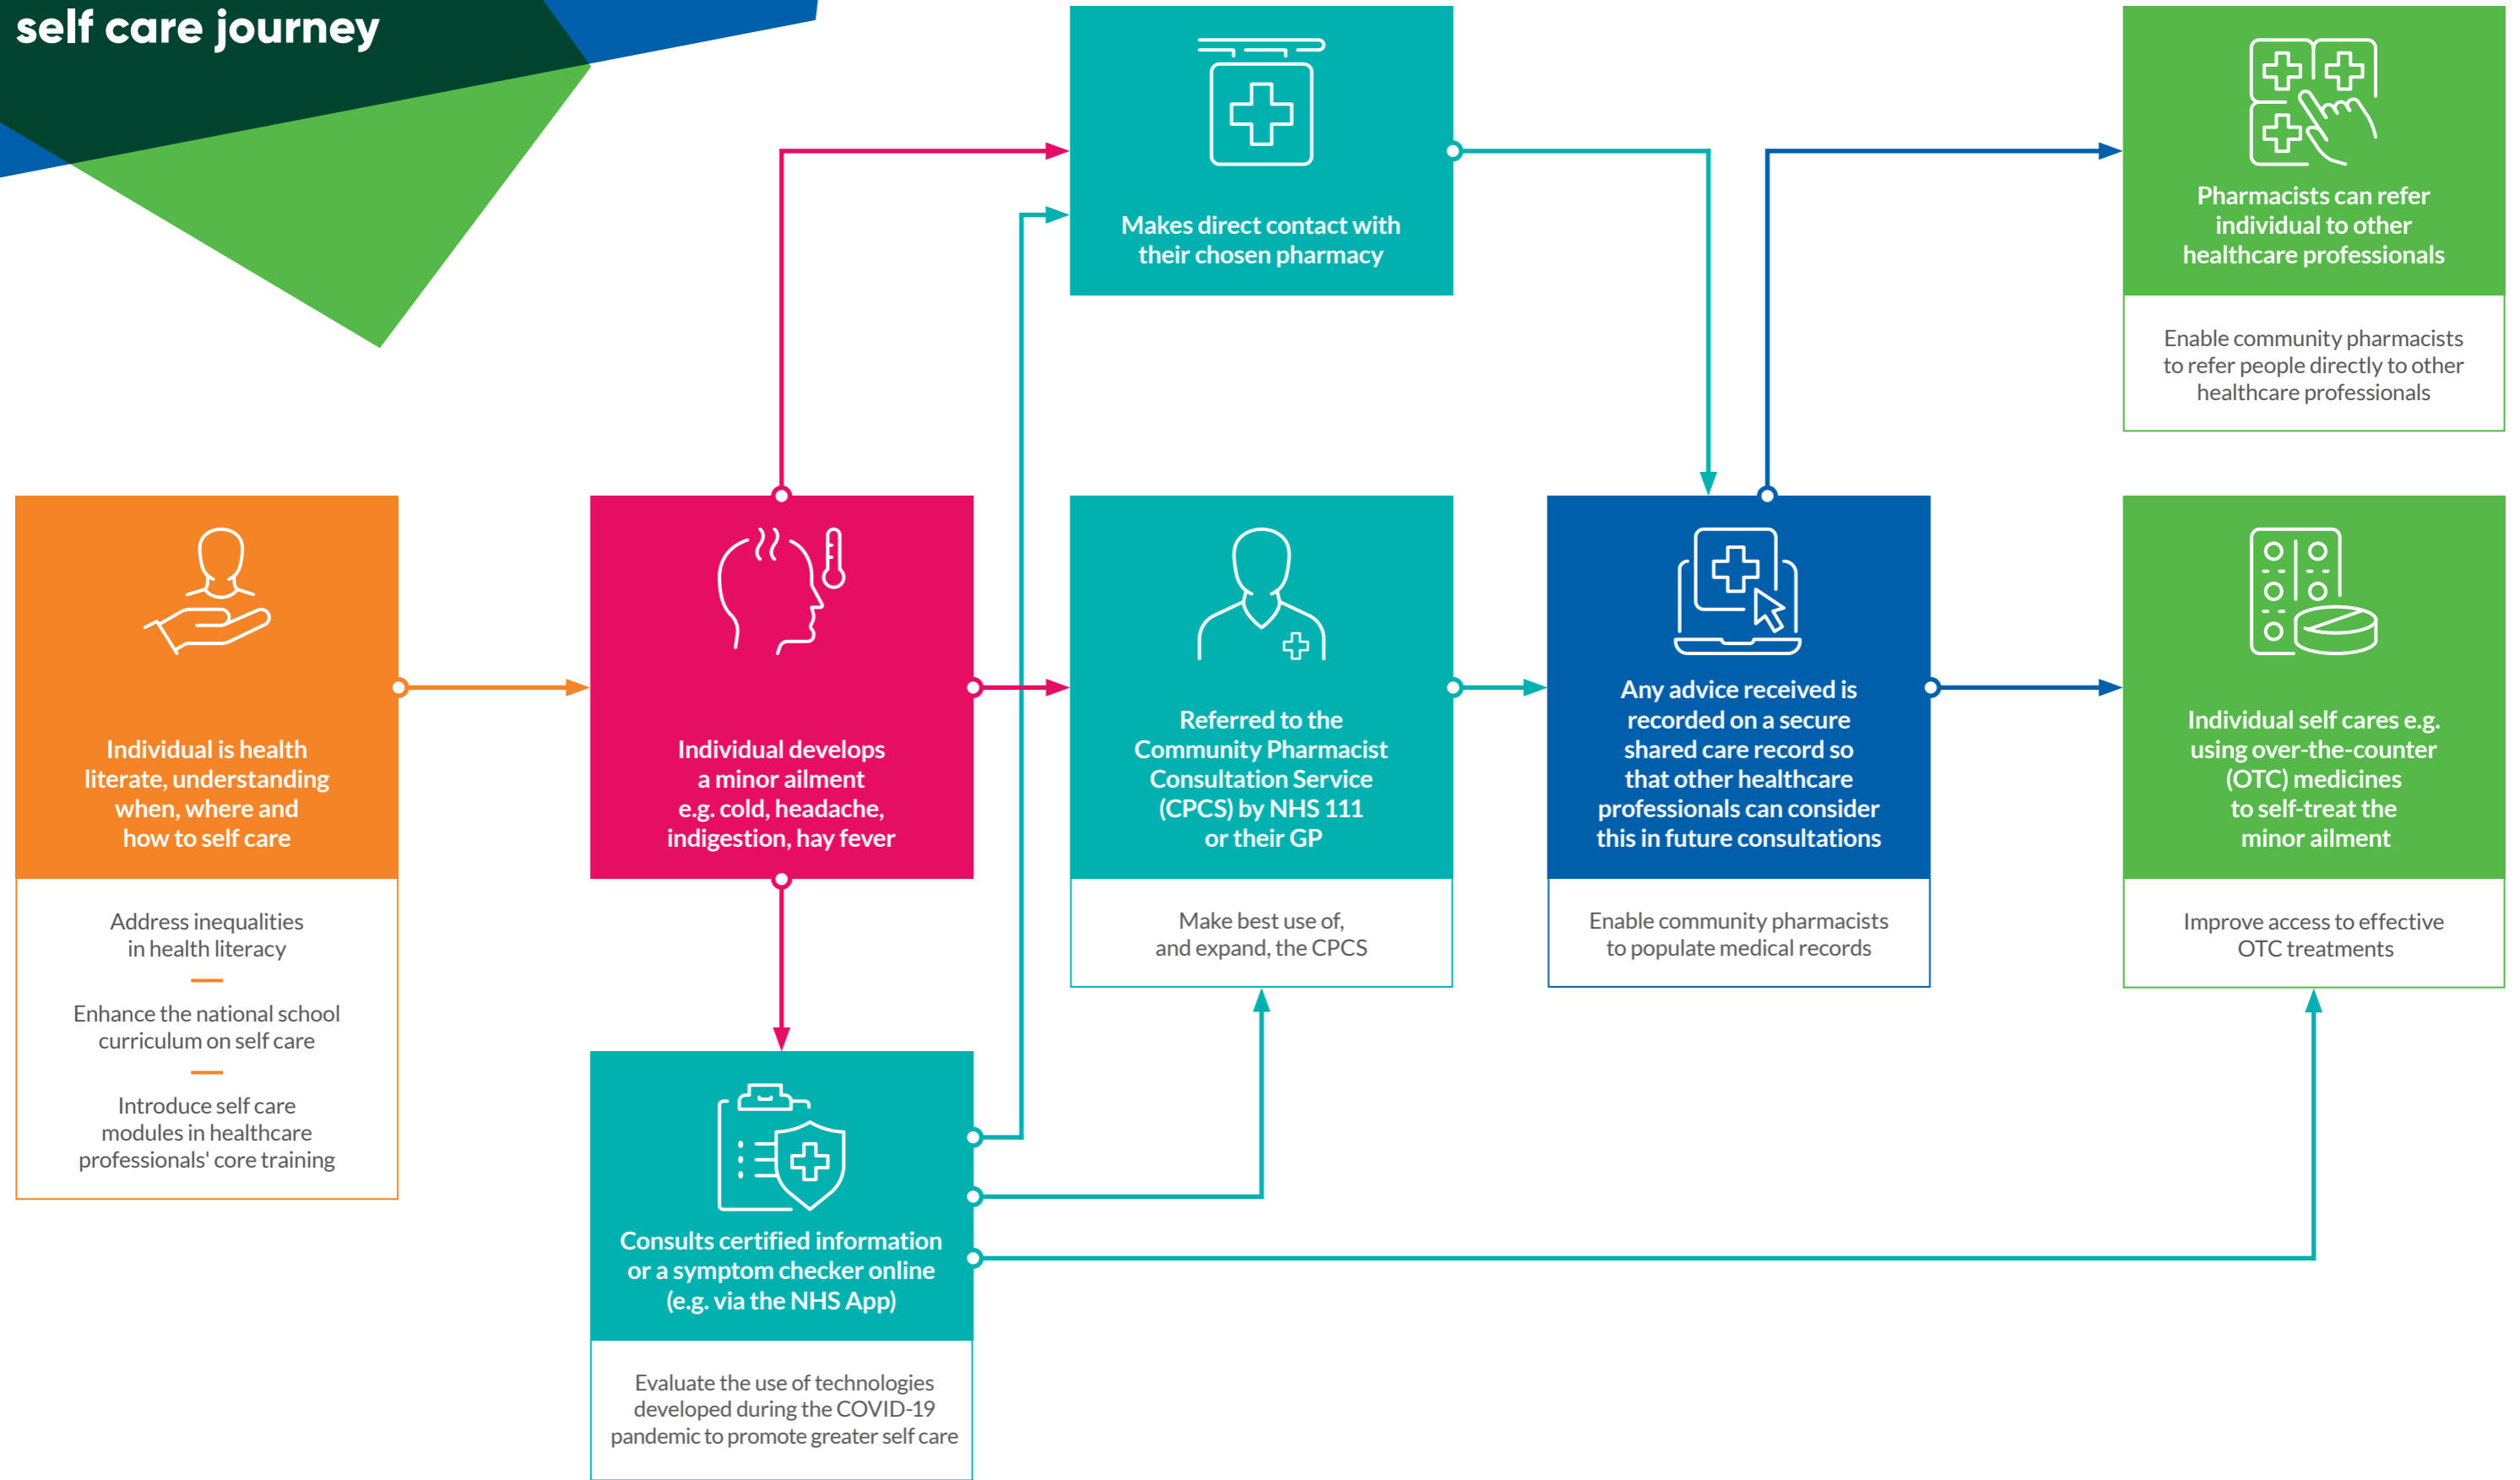 self care journey
Makes direct contact with
their chosen pharmacy
Pharmacists can refer
individual to other
healthcare professionals
Enable community pharmacists
to refer people directly to other
healthcare professionals
Individual is health
literate, understanding
when, where and
how to self care
Address inequalities
in health literacy
Enhance the national school
curriculum on self care
Introduce self care
modules in healthcare
professionals' core training
Individual develops
a minor ailment
e.g. cold, headache,
indigestion, hay fever
Referred to the
Community Pharmacist
Consultation Service
(CPCS) by NHS 111
or their GP
Make best use of,
and expand, the CPCS
Any advice received is
recorded on a secure
shared care record so
that other healthcare
professionals can consider
this in future consultations
Enable community pharmacists
to populate medical records
Individual self cares e.g.
using over-the-counter
(OTC) medicines
to self-treat the
minor ailment
Improve access to effective
OTC treatments
Consults certified information
or a symptom checker online
(e.g. via the NHS App)
Evaluate the use of technologies
developed during the COVID-19
pandemic to promote greater self care